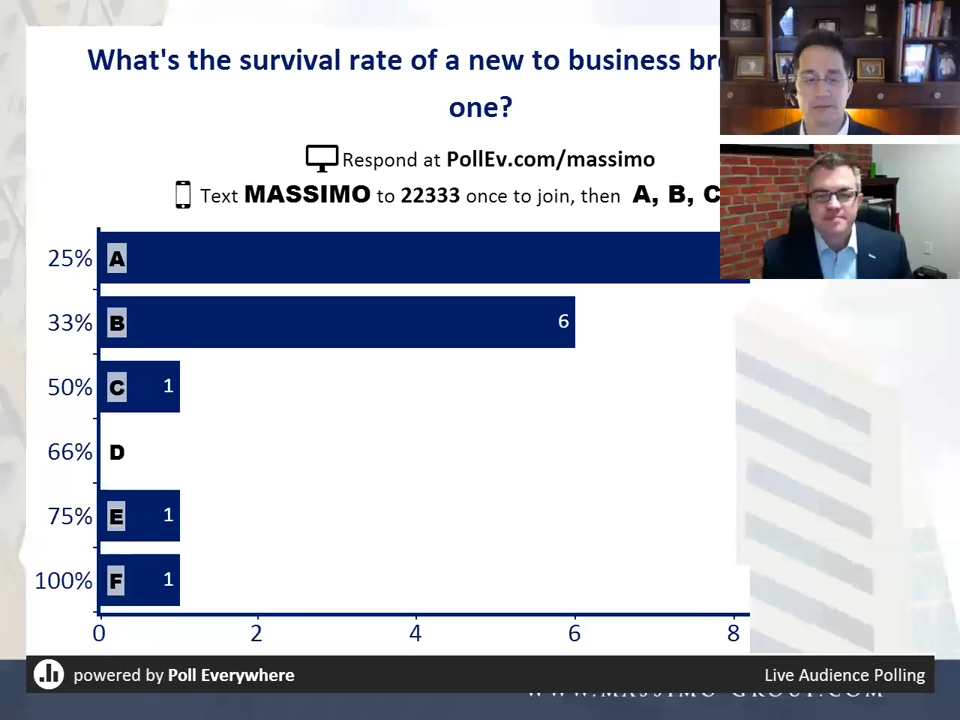 What's the survival rate of a new to business
one?
Respond at PollEv.com/massimo
Text MASSIMO to 22333 once to join, then A, B, C
25% A
33% B 6
50% C 1
66% D
75% E 1
100% F 1
0 2 4 6 8
powered by Poll Everywhere
Live Audience Polling